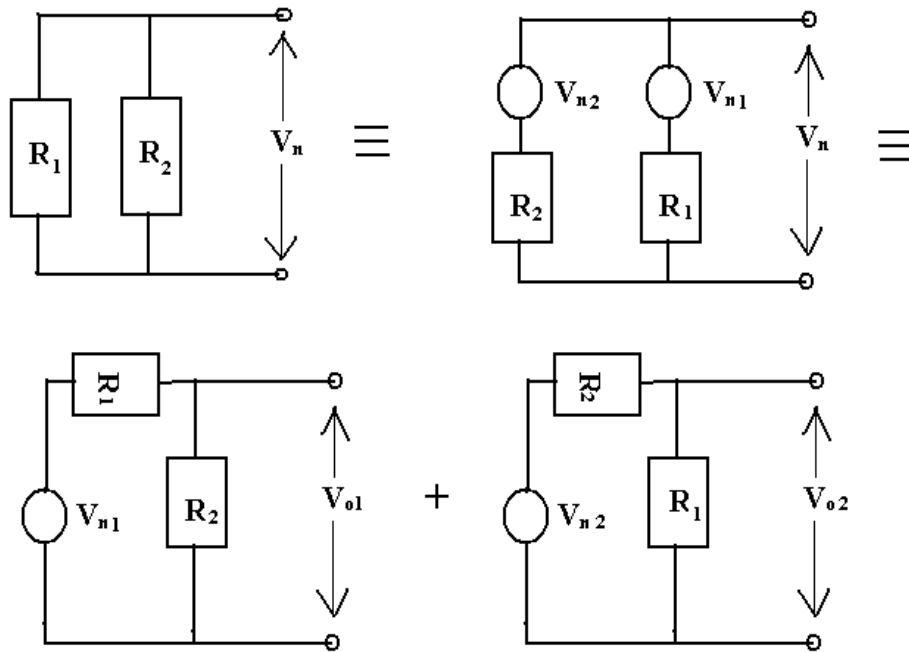 R₁ R₂ Vₙ ≡ Vₙ₂ Vₙ₁ Vₙ ≡
R₂ R₁
R₁ R₂
Vₙ₁ R₂ Vₒ₁ + Vₙ₂ R₁ Vₒ₂